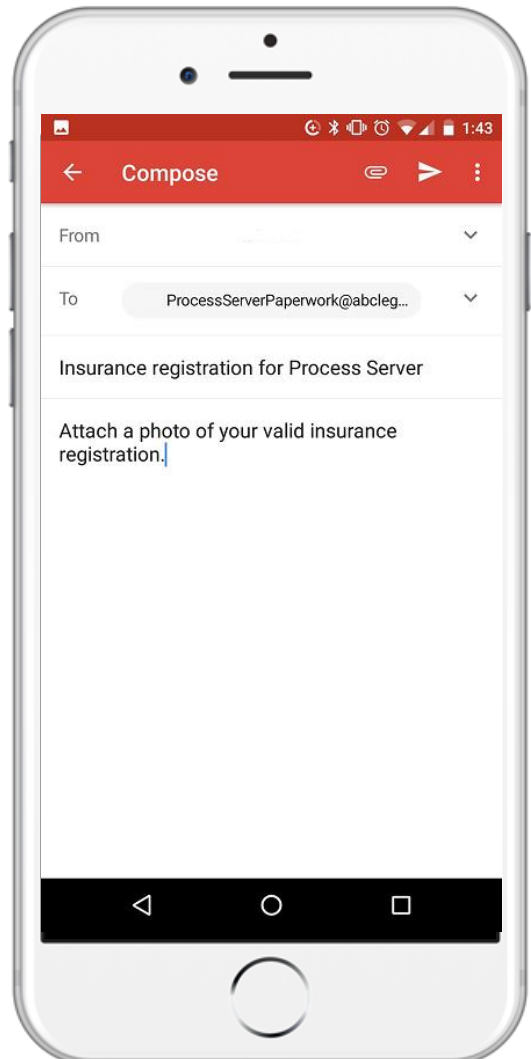 1:43
Compose
From
To ProcessServerPaperwork@abcleg...
Insurance registration for Process Server
Attach a photo of your valid insurance
registration.